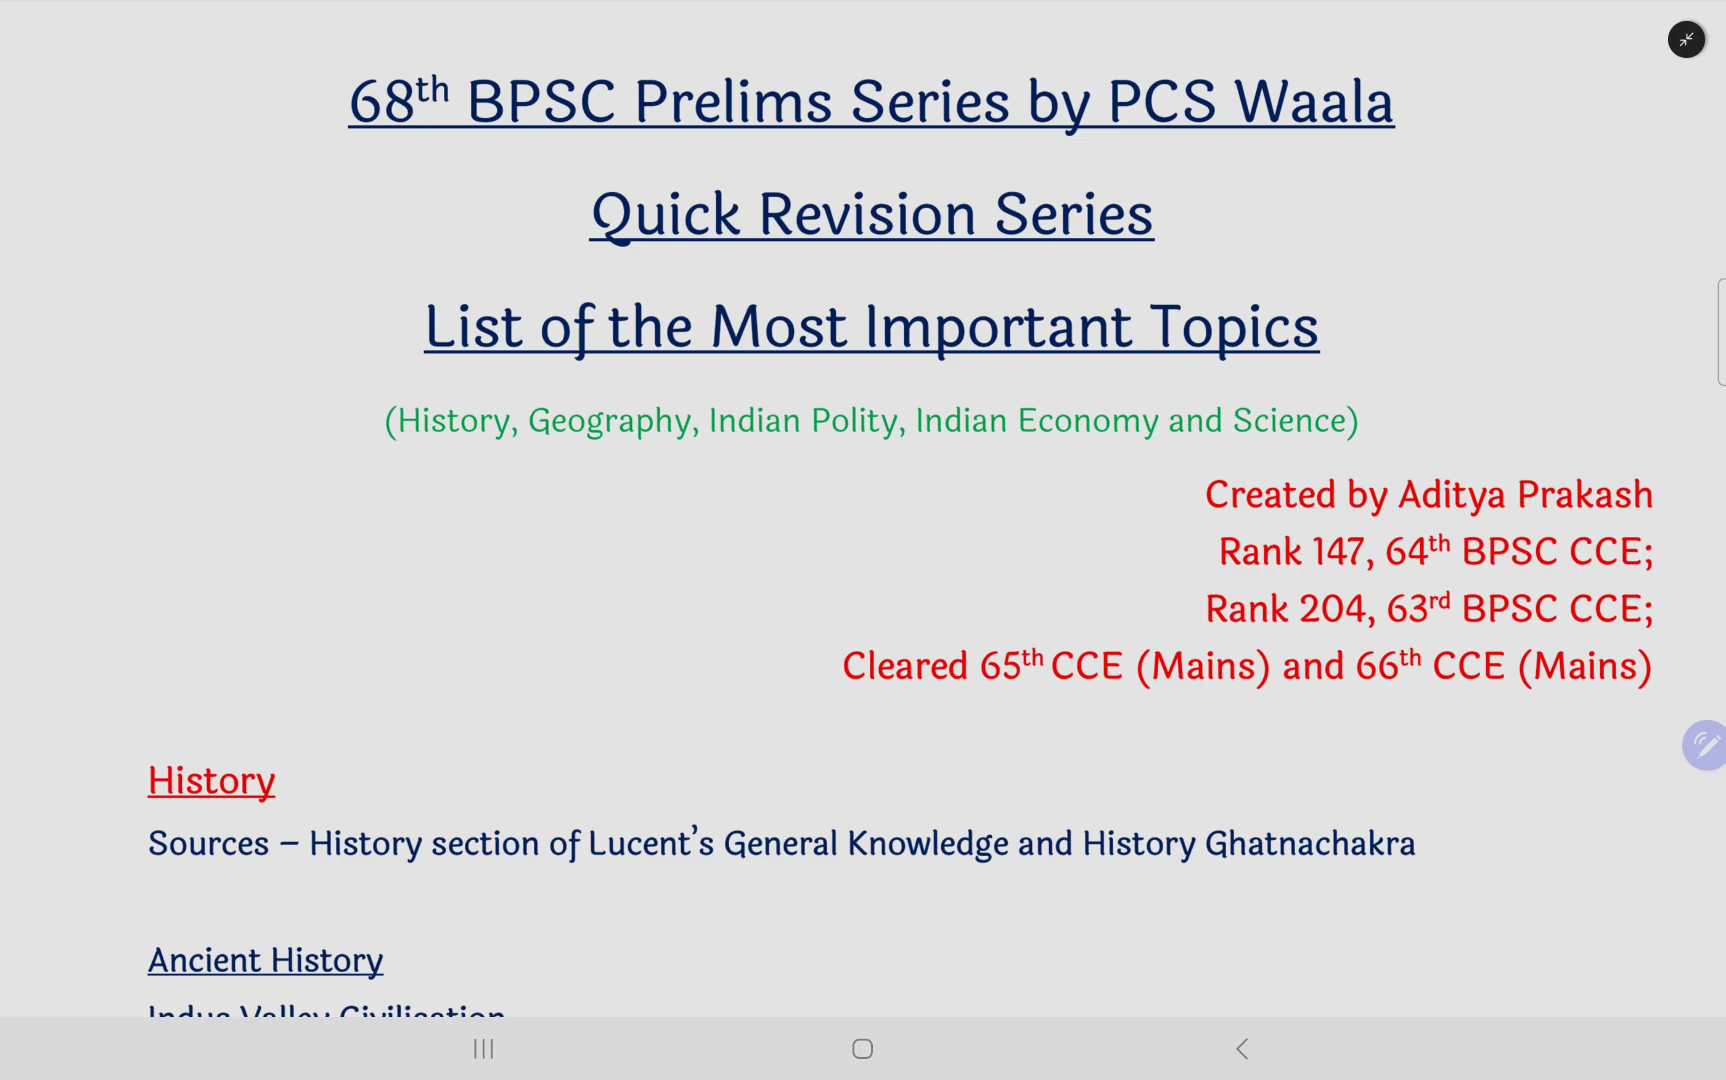 68th BPSC Prelims Series by PCS Waala
Quick Revision Series
List of the Most Important Topics
(History, Geography, Indian Polity, Indian Economy and Science)
Created by Aditya Prakash
Rank 147, 64th BPSC CCE;
Rank 204, 63rd BPSC CCE;
Cleared 65th CCE (Mains) and 66th CCE (Mains)
History
Sources – History section of Lucent’s General Knowledge and History Ghatnachakra
Ancient History
Indus Valley Civilisation